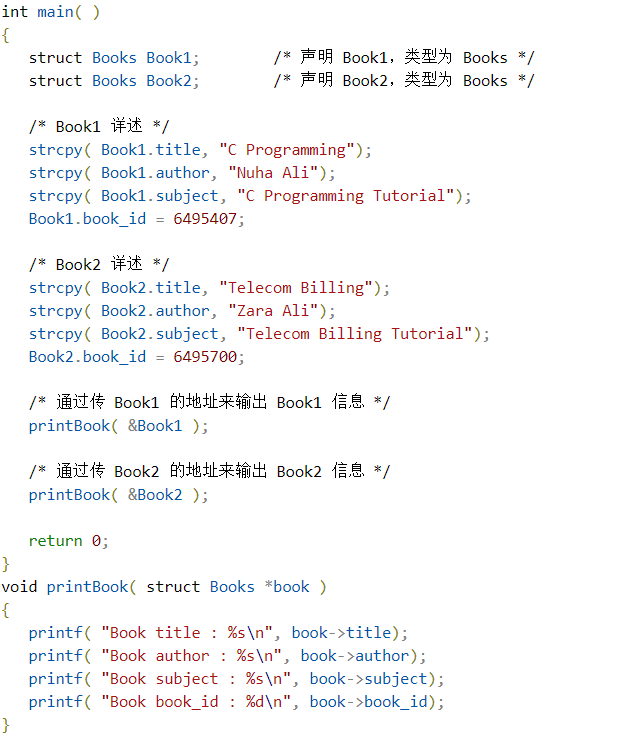 int main( )
{
   struct Books Book1;        /* 声明 Book1，类型为 Books */
   struct Books Book2;        /* 声明 Book2，类型为 Books */

   /* Book1 详述 */
   strcpy( Book1.title, "C Programming");
   strcpy( Book1.author, "Nuha Ali");
   strcpy( Book1.subject, "C Programming Tutorial");
   Book1.book_id = 6495407;

   /* Book2 详述 */
   strcpy( Book2.title, "Telecom Billing");
   strcpy( Book2.author, "Zara Ali");
   strcpy( Book2.subject, "Telecom Billing Tutorial");
   Book2.book_id = 6495700;

   /* 通过传 Book1 的地址来输出 Book1 信息 */
   printBook( &Book1 );

   /* 通过传 Book2 的地址来输出 Book2 信息 */
   printBook( &Book2 );

   return 0;
}
void printBook( struct Books *book )
{
   printf( "Book title : %s\n", book->title);
   printf( "Book author : %s\n", book->author);
   printf( "Book subject : %s\n", book->subject);
   printf( "Book book_id : %d\n", book->book_id);
}